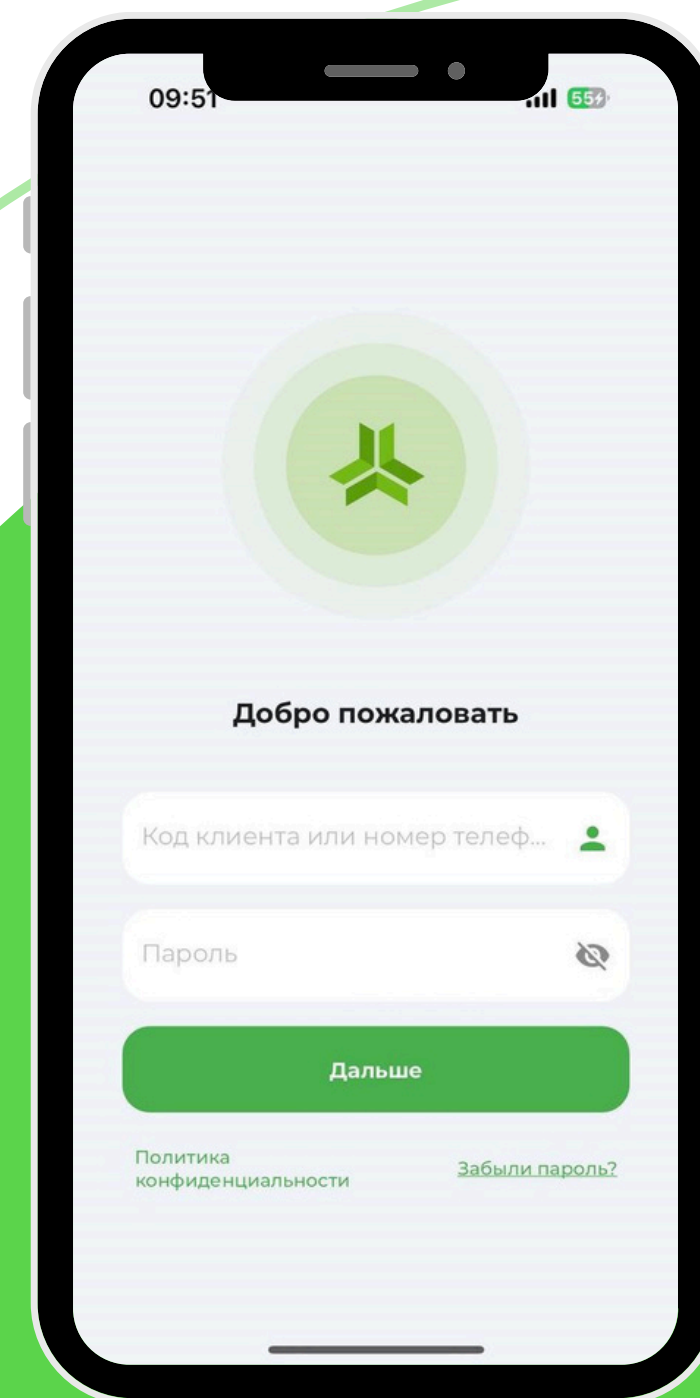 09:51
55
Добро пожаловать
Код клиента или номер телеф...
Пароль
Дальше
Политика
конфиденциальности
Забыли пароль?